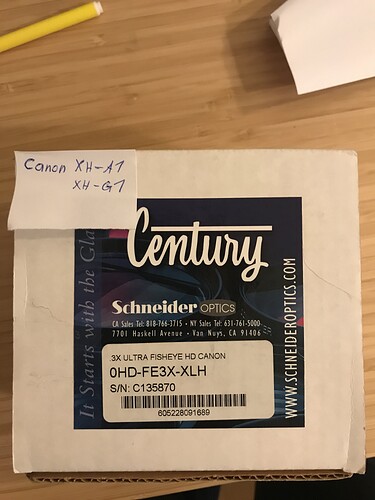 Canon XH-A1
XH-G1
It Starts with the Gla
Century
Schneider OPTICS
CA Sales Tel: 818-766-3715 • NY Sales Tel: 631-761-5000
7701 Haskell Avenue • Van Nuys, CA 91406
WWW.SCHNEIDEROPTICS.COM
3X ULTRA FISHEYE HD CANON
0HD-FE3X-XLH
S/N: C135870
605228091689